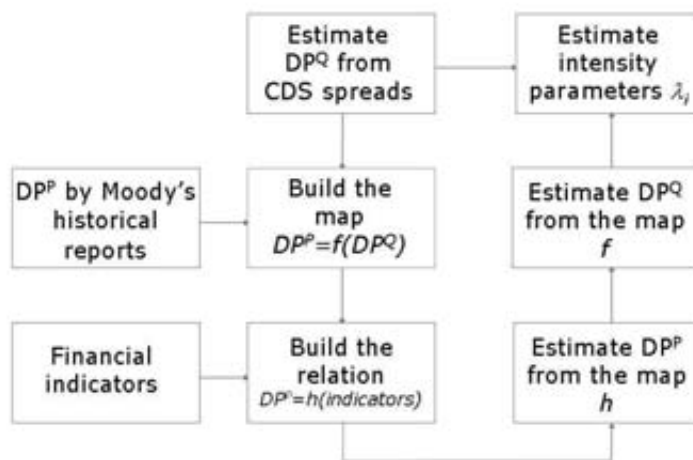 Estimate
DP^Q from
CDS spreads
Estimate
intensity
parameters λ_i
DP^P by Moody's
historical
reports
Build the
map
DP^P=f(DP^Q)
Estimate DP^Q
from the map
f
Financial
indicators
Build the
relation
DP^P=h(indicators)
Estimate DP^P
from the map
h